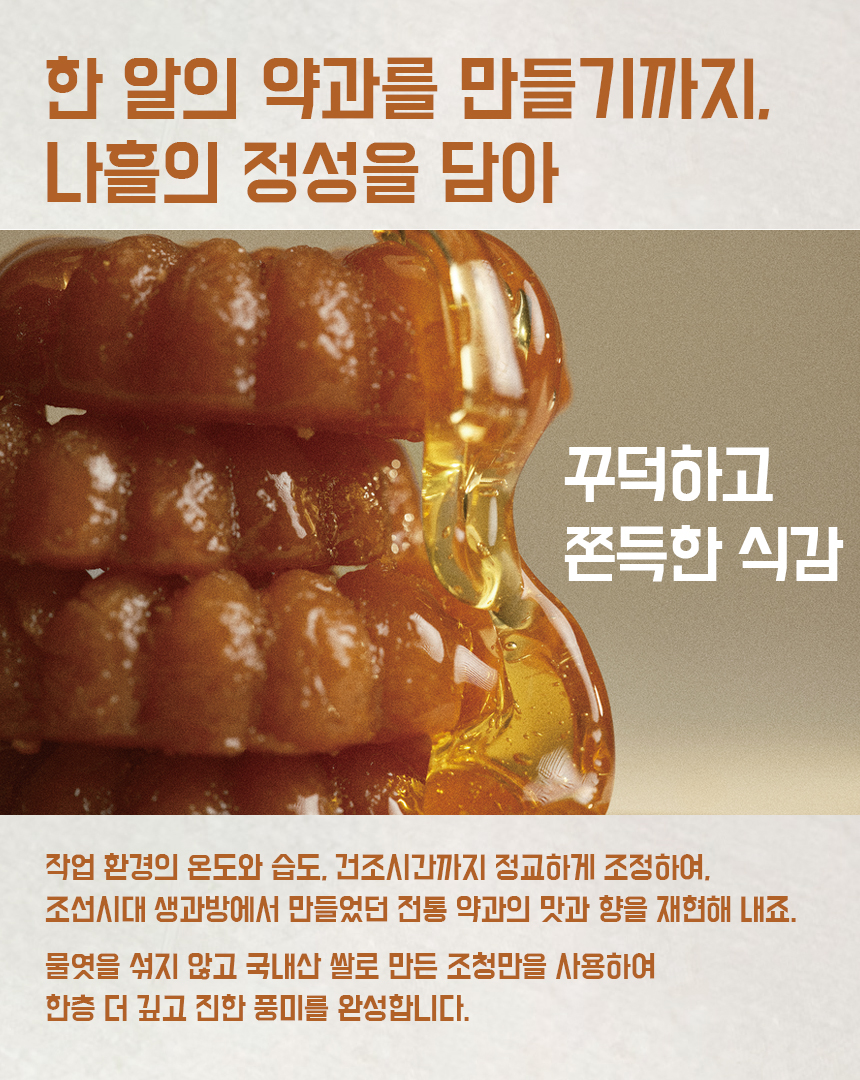 한 알의 약과를 만들기까지,
나흘의 정성을 담아
꾸덕하고
쫀득한 식감
작업 환경의 온도와 습도, 건조시간까지 정교하게 조정하여,
조선시대 생과방에서 만들었던 전통 약과의 맛과 향을 재현해 내죠.
물엿을 섞지 않고 국내산 쌀로 만든 조청만을 사용하여
한층 더 깊고 진한 풍미를 완성합니다.